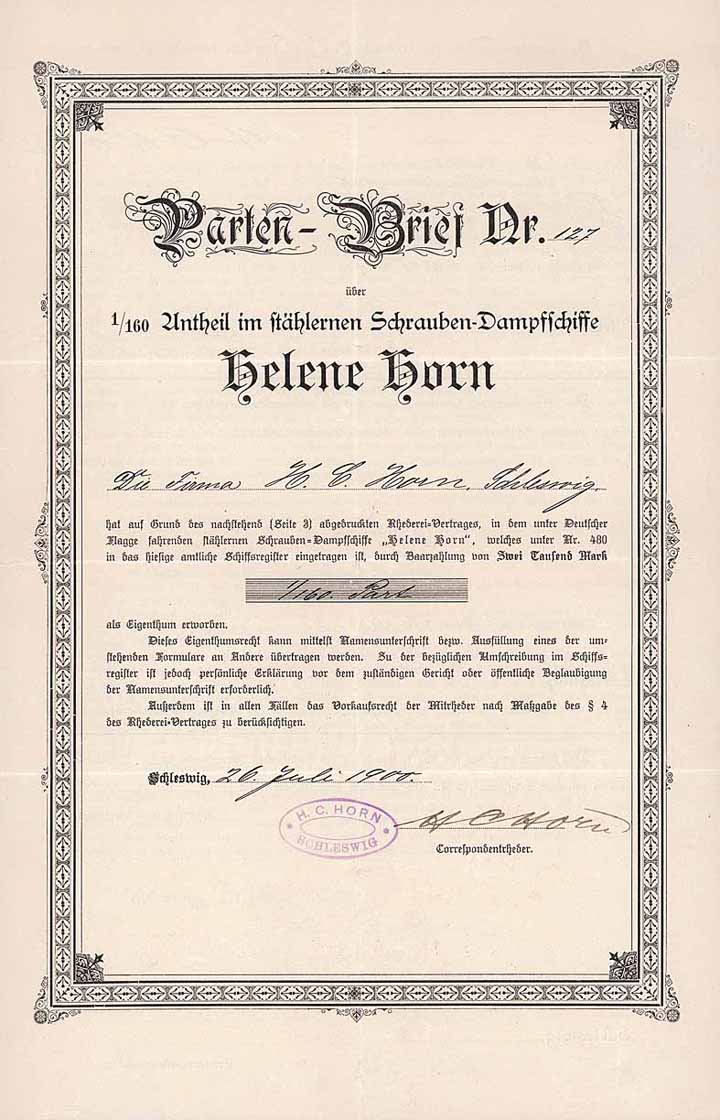 Parten-Brief Nr. 127
über
1/160 Antheil im stählernen Schrauben-Dampfschiffe
Helene Horn
Die Firma H. C. Horn, Schleswig,
hat auf Grund des nachstehend (Seite 3) abgedruckten Rhederei-Vertrages, in dem unter Deutscher
Flagge fahrenden stählernen Schrauben-Dampfschiffe „Helene Horn“, welches unter Nr. 480
in das hiesige amtliche Schiffsregister eingetragen ist, durch Baarzahlung von Zwei Tausend Mark
1/160. Part
als Eigenthum erworben.
Dieses Eigenthumsrecht kann mittelst Namensunterschrift bezw. Ausfüllung eines der um-
stehenden Formulare an Andere übertragen werden. Zu der bezüglichen Umschreibung im Schiffs-
register ist jedoch persönliche Erklärung vor dem zuständigen Gericht oder öffentliche Beglaubigung
der Namensunterschrift erforderlich.
Außerdem ist in allen Fällen das Vorkaufsrecht der Mitrheder nach Maßgabe des § 4
des Rhederei-Vertrages zu berücksichtigen.
Schleswig, 26. Juli 1900.
H. C. HORN
SCHLESWIG
H C Horn
Correspondentrheder.